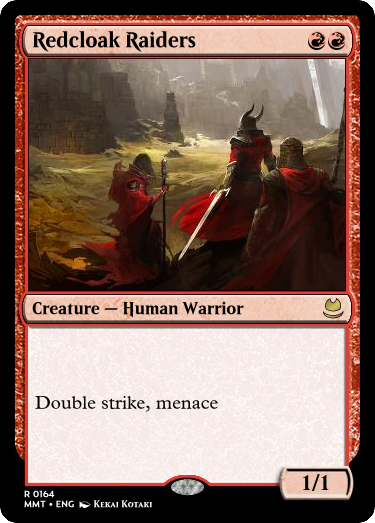 Redcloak Raiders
Creature — Human Warrior
Double strike, menace
1/1
R 0164
MMT • ENG Kekai Kotaki